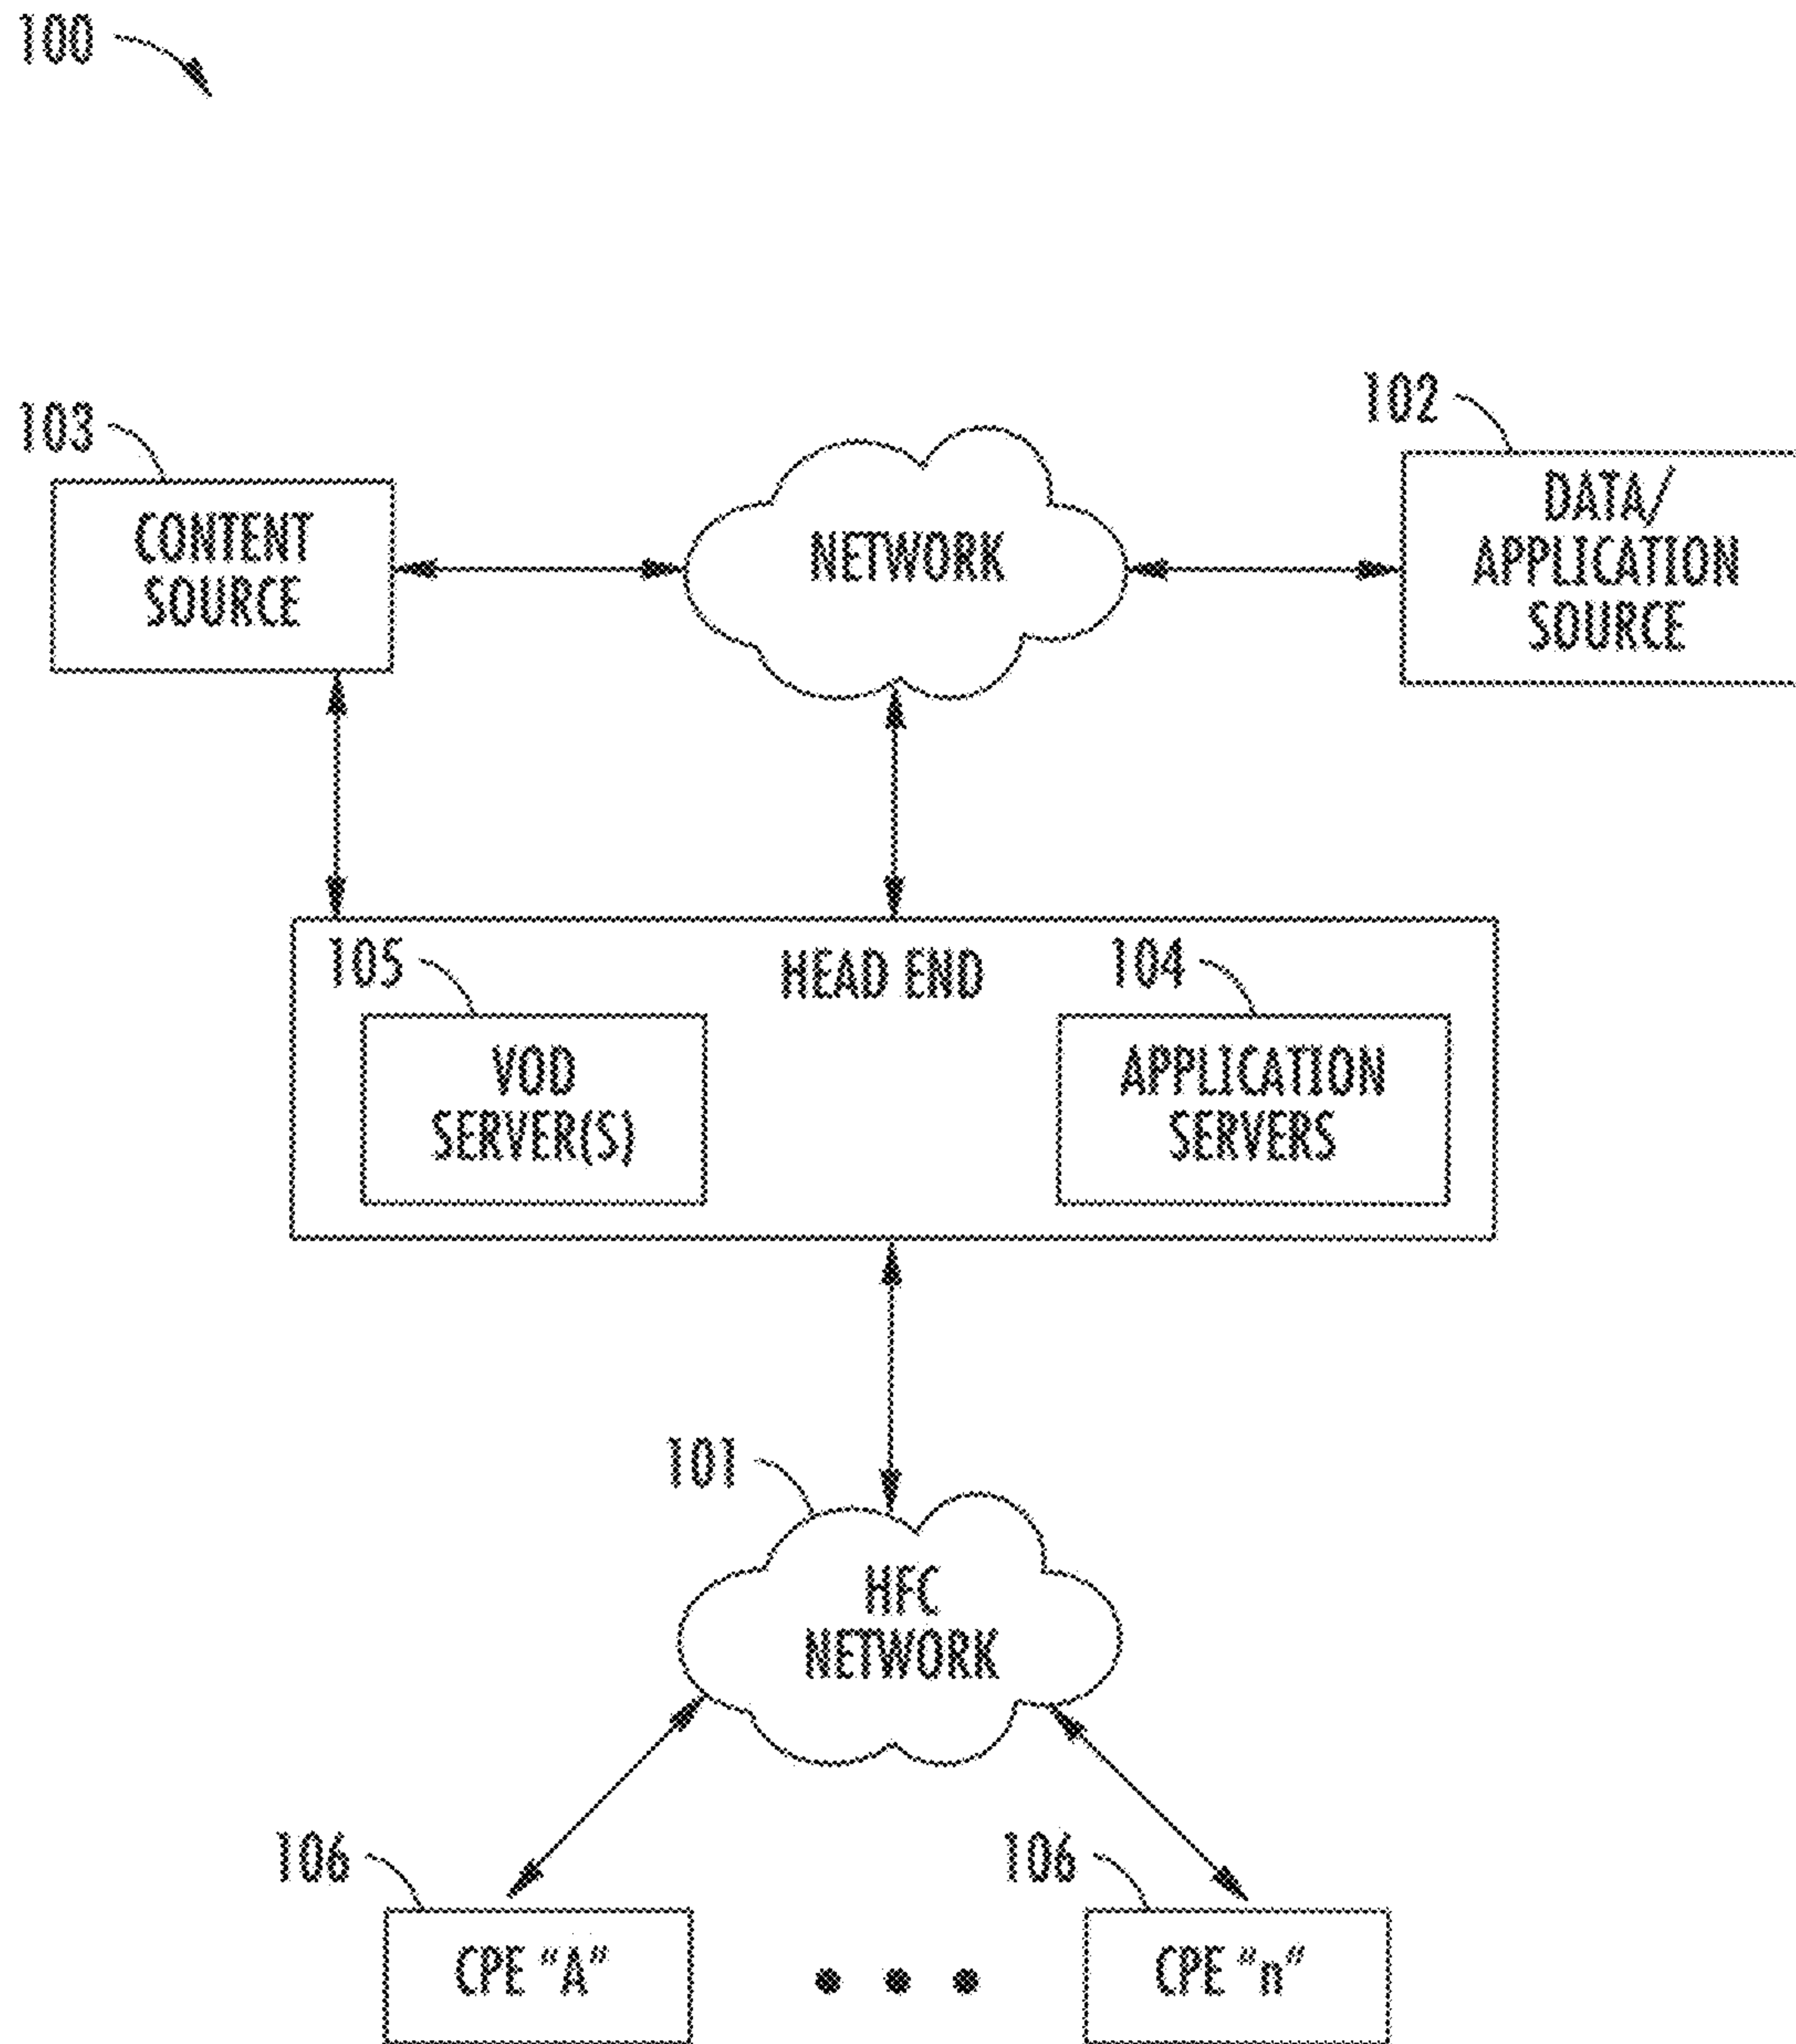 100
103
102
CONTENT
SOURCE
NETWORK
DATA/
APPLICATION
SOURCE
105
HEAD END
104
VOD
SERVER(S)
APPLICATION
SERVERS
101
HFC
NETWORK
106
106
CPE "A"
CPE "n"